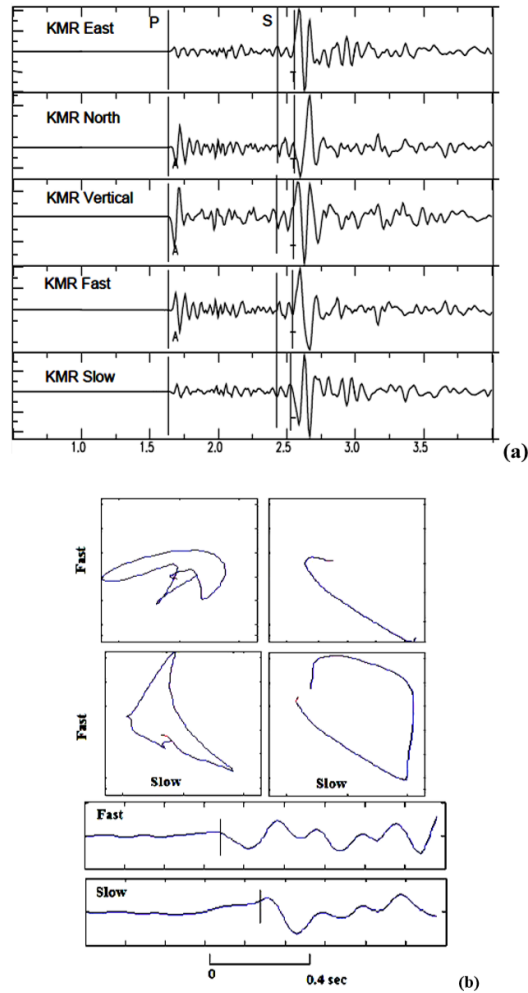 KMR East P S
KMR North
A
KMR Vertical
A
KMR Fast
A
KMR Slow
1.0 1.5 2.0 2.5 3.0 3.5 (a)
Fast
Fast
Slow Slow
Fast
Slow
0 0.4 sec (b)